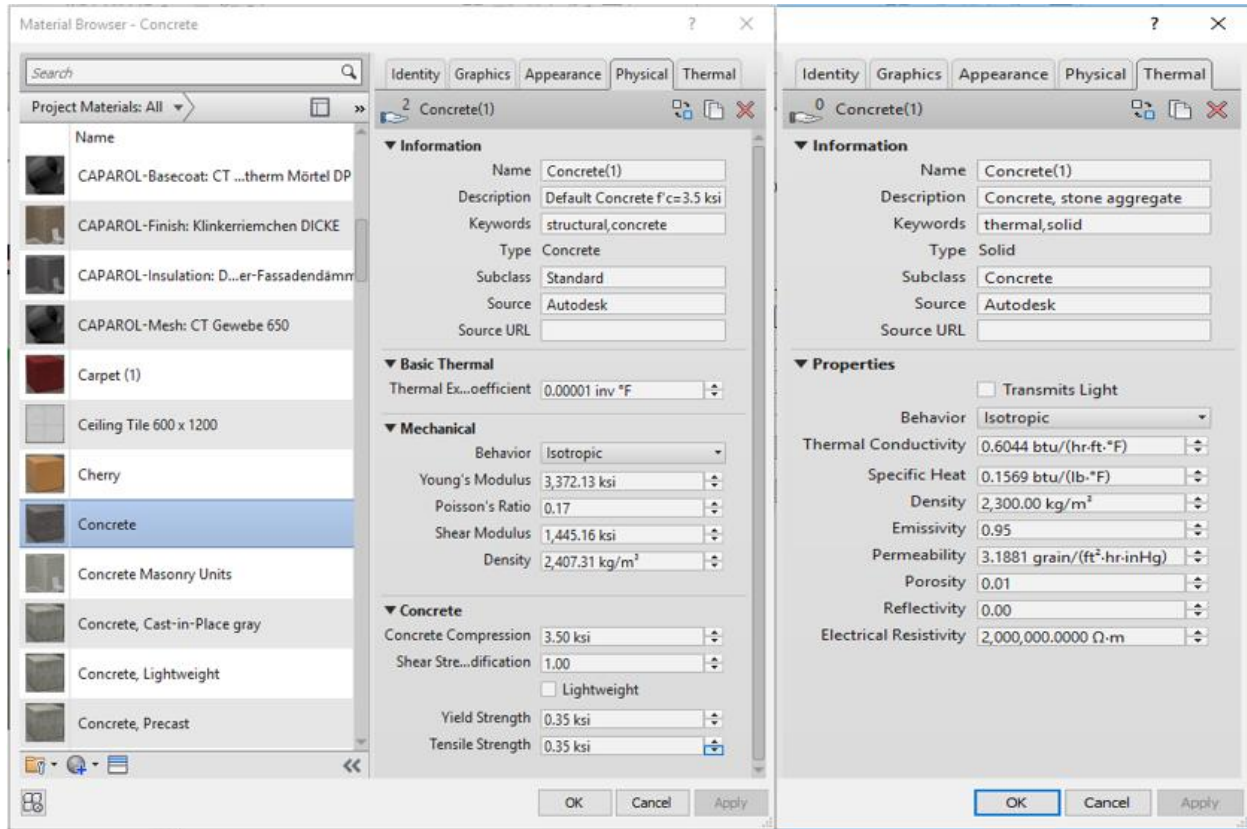 Material Browser - Concrete
?
Search
Project Materials: All
»
Name
CAPAROL-Basecoat: CT ...therm Mörtel DP
CAPAROL-Finish: Klinkerriemchen DICKE
CAPAROL-Insulation: D...er-Fassadendämm
CAPAROL-Mesh: CT Gewebe 650
Carpet (1)
Ceiling Tile 600 x 1200
Cherry
Concrete
Concrete Masonry Units
Concrete, Cast-in-Place gray
Concrete, Lightweight
Concrete, Precast
«
Identity Graphics Appearance Physical Thermal
2 Concrete(1)
Information
Name Concrete(1)
Description Default Concrete f'c=3.5 ksi
Keywords structural,concrete
Type Concrete
Subclass Standard
Source Autodesk
Source URL
Basic Thermal
Thermal Ex...oefficient 0.00001 inv °F
Mechanical
Behavior Isotropic
Young's Modulus 3,372.13 ksi
Poisson's Ratio 0.17
Shear Modulus 1,445.16 ksi
Density 2,407.31 kg/m³
Concrete
Concrete Compression 3.50 ksi
Shear Stre...dification 1.00
Lightweight
Yield Strength 0.35 ksi
Tensile Strength 0.35 ksi
OK Cancel Apply
?
Identity Graphics Appearance Physical Thermal
0 Concrete(1)
Information
Name Concrete(1)
Description Concrete, stone aggregate
Keywords thermal,solid
Type Solid
Subclass Concrete
Source Autodesk
Source URL
Properties
Transmits Light
Behavior Isotropic
Thermal Conductivity 0.6044 btu/(hr·ft·°F)
Specific Heat 0.1569 btu/(lb·°F)
Density 2,300.00 kg/m³
Emissivity 0.95
Permeability 3.1881 grain/(ft²·hr·inHg)
Porosity 0.01
Reflectivity 0.00
Electrical Resistivity 2,000,000.0000 Ω·m
OK Cancel Apply